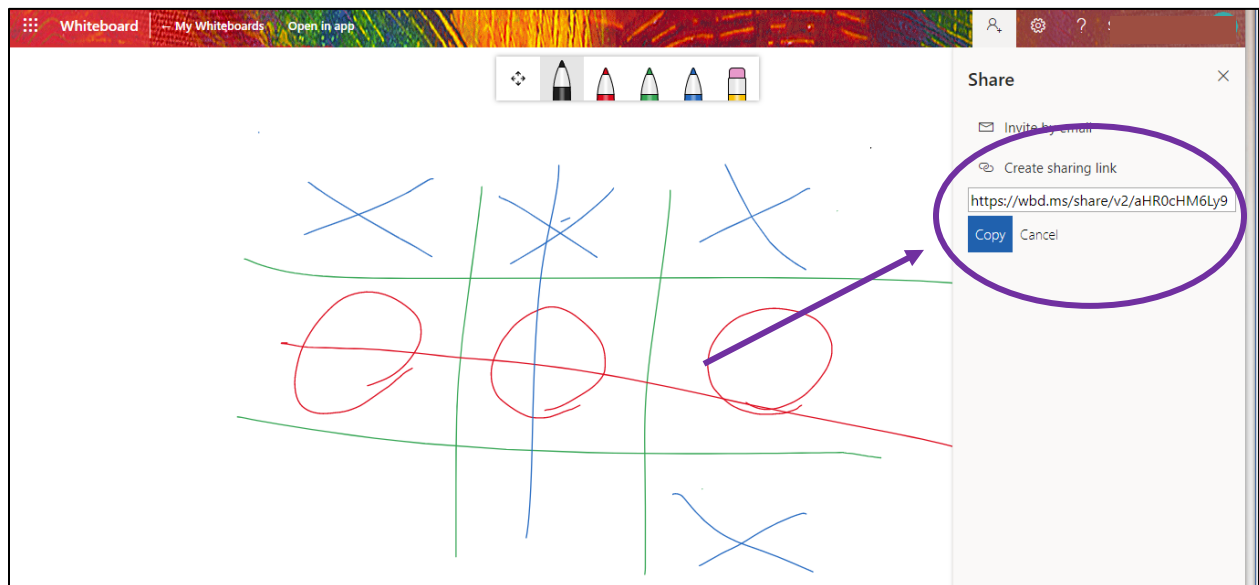 Whiteboard My Whiteboards Open in app ?
Share
Invite by email
Create sharing link
https://wbd.ms/share/v2/aHR0cHM6Ly9
Copy Cancel